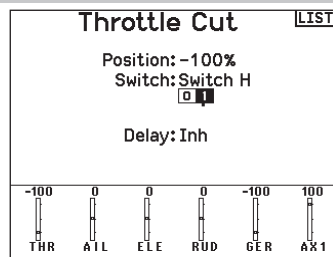 Throttle Cut
LIST
Position: -100%
Switch: Switch H
0 1
Delay: Inh
-100 0 0 0 -100 100
THR AIL ELE RUD GER AX1